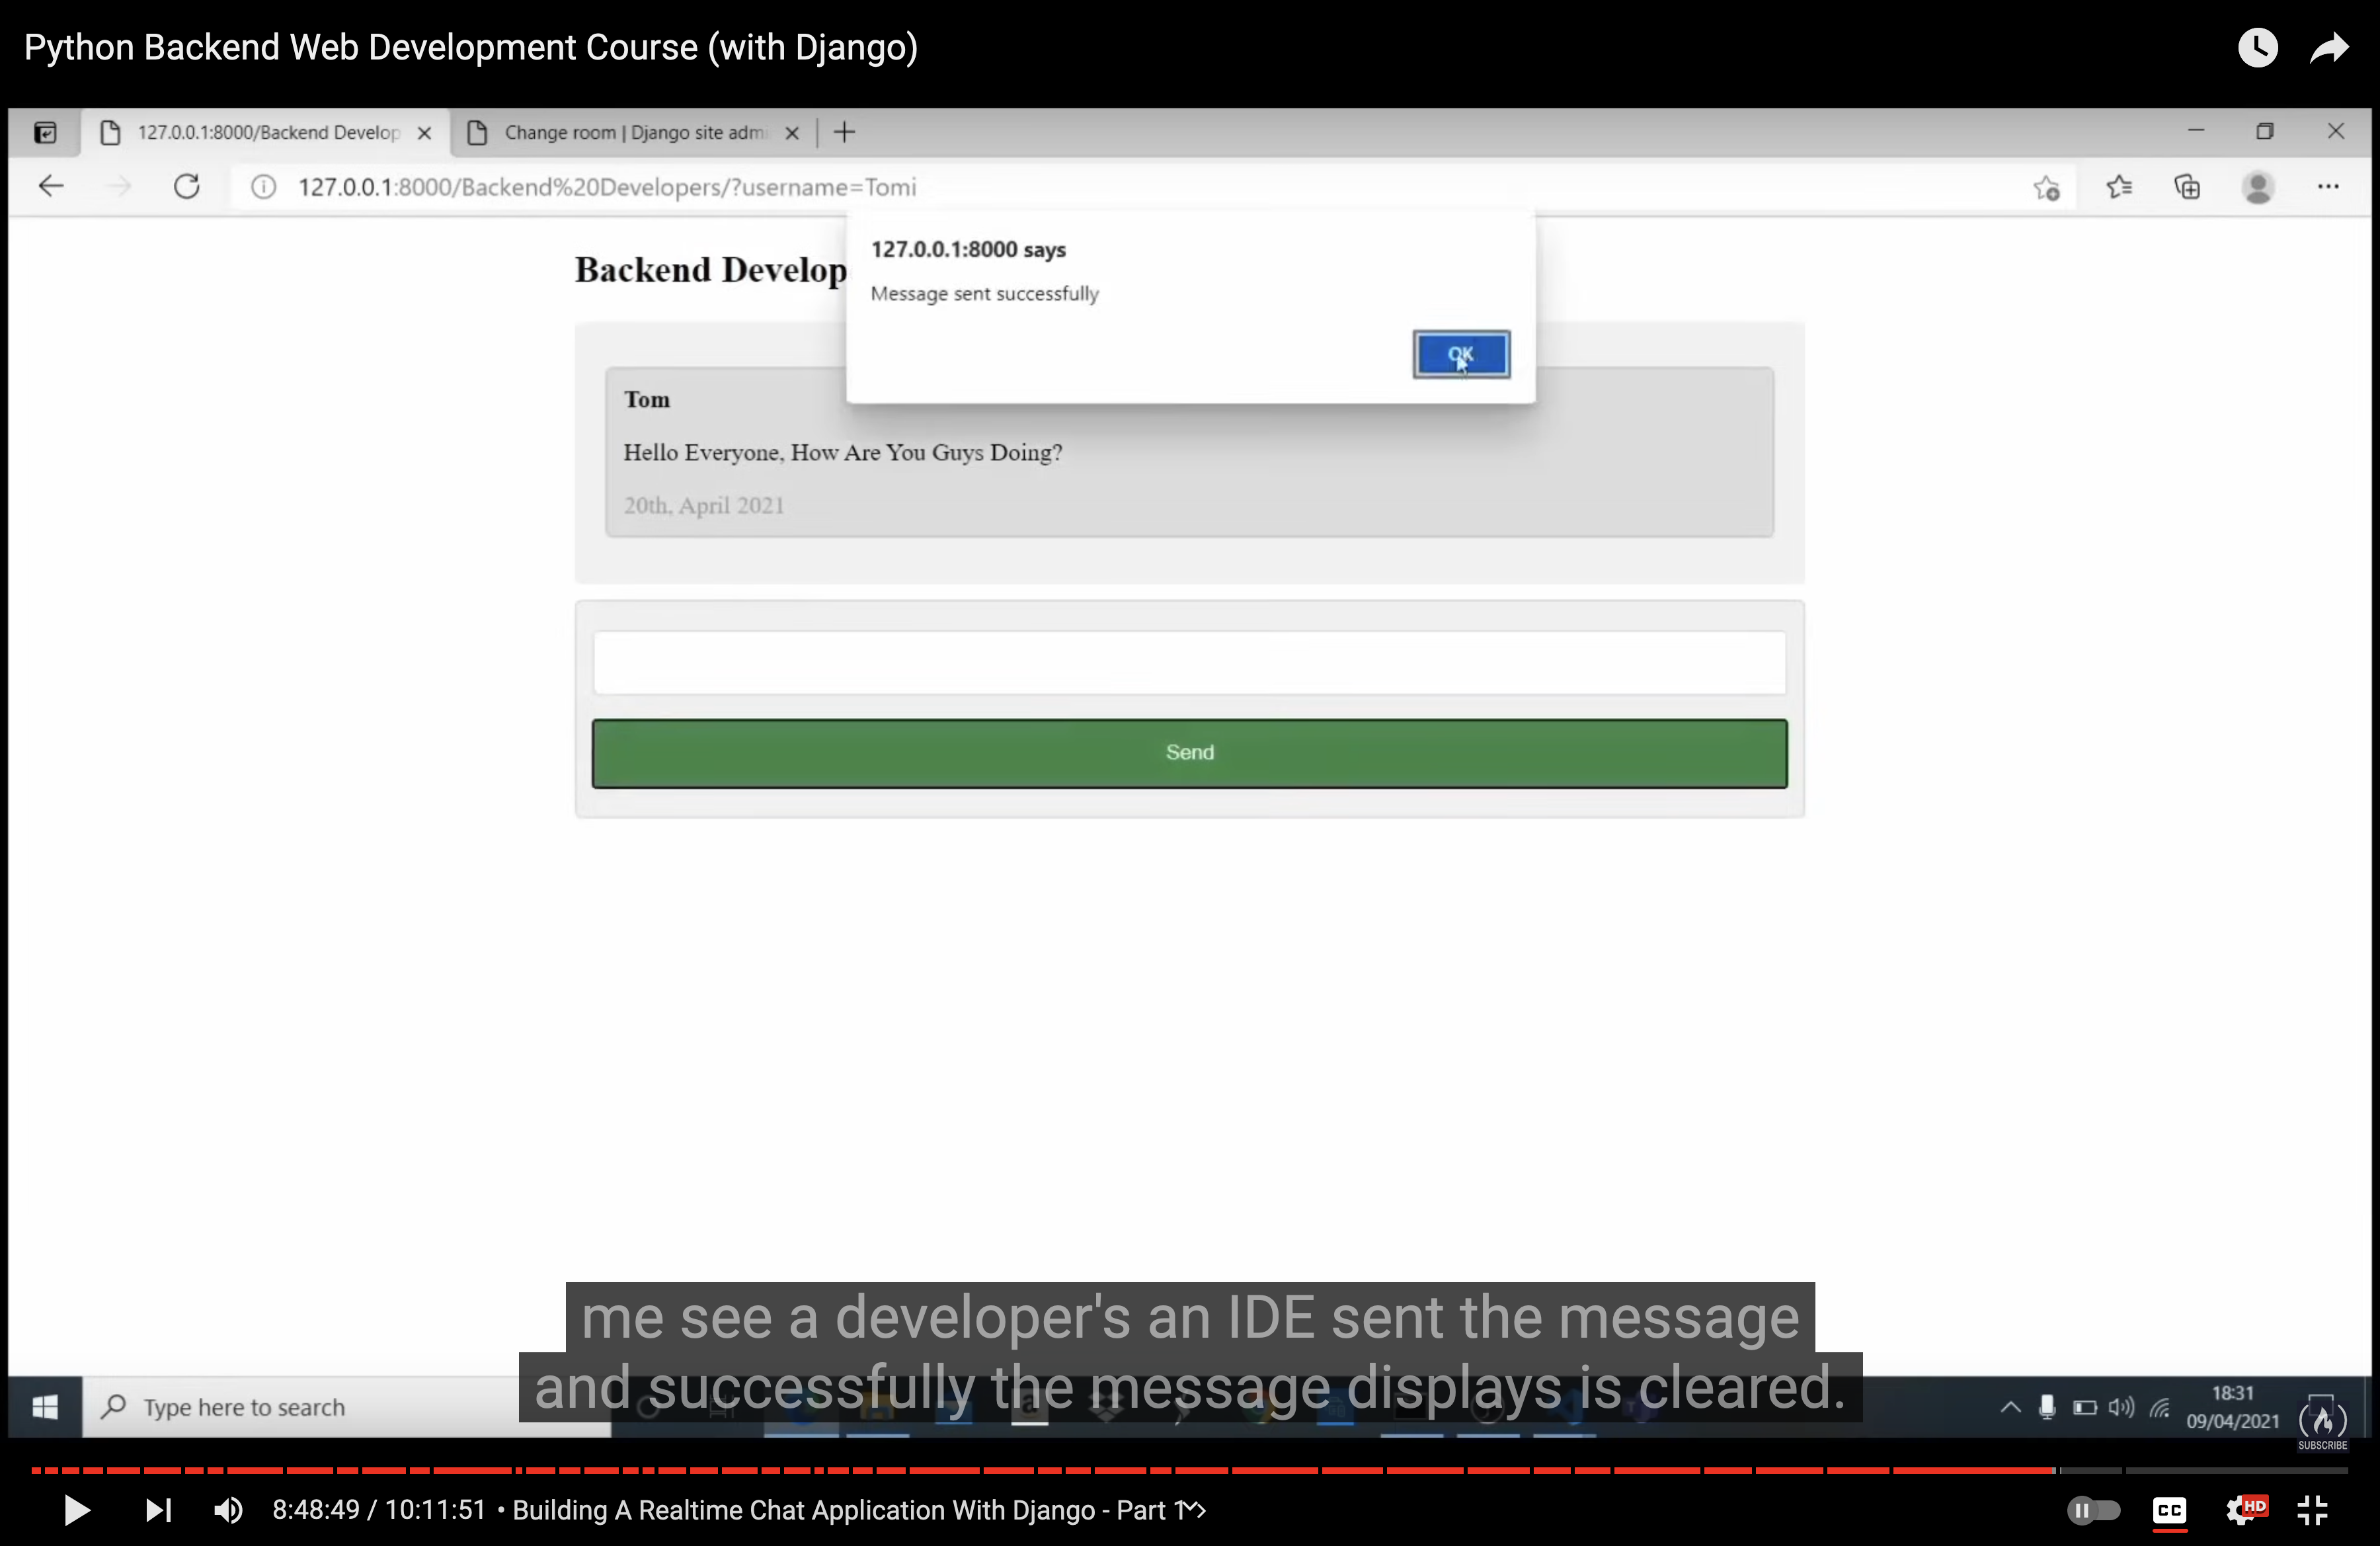 Python Backend Web Development Course (with Django)
127.0.0.1:8000/Backend Develop
Change room | Django site adm
127.0.0.1:8000/Backend%20Developers/?username=Tomi
127.0.0.1:8000 says
Message sent successfully
OK
Backend Develop
Tom
Hello Everyone, How Are You Guys Doing?
20th, April 2021
Send
me see a developer's an IDE sent the message
and successfully the message displays is cleared.
Type here to search
18:31
09/04/2021
SUBSCRIBE
8:48:49 / 10:11:51 • Building A Realtime Chat Application With Django - Part 1
CC
HD